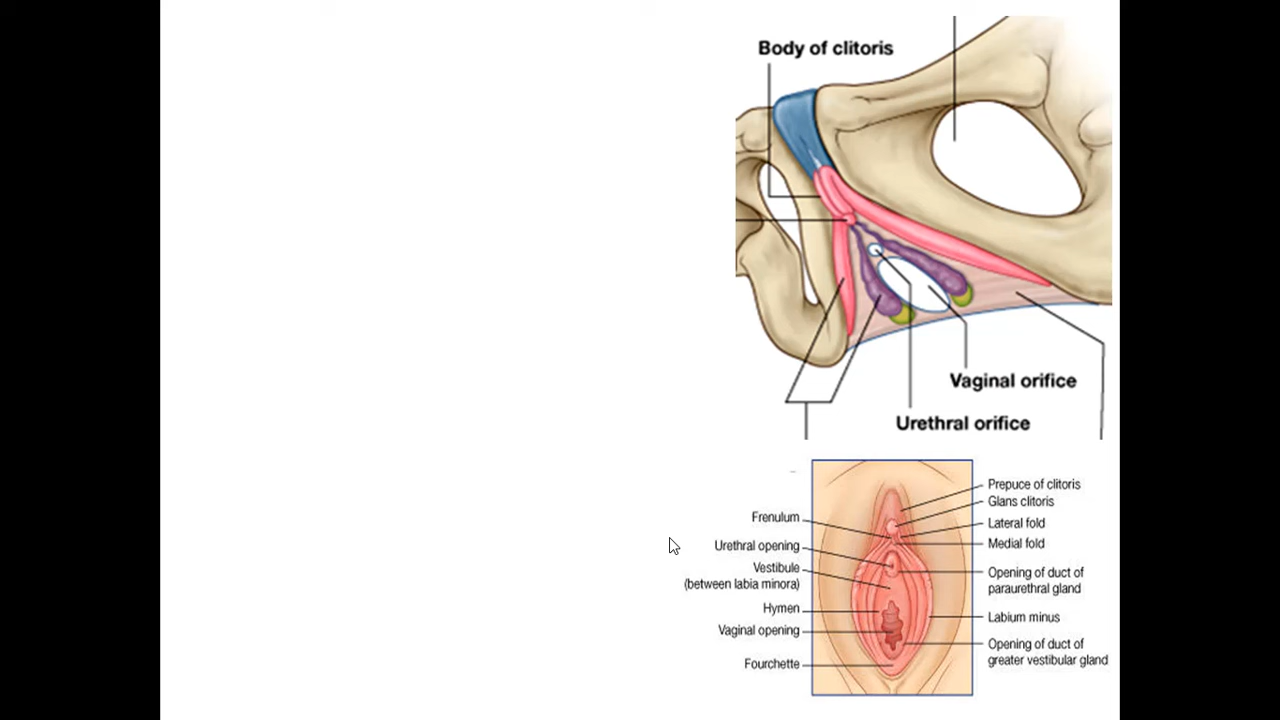 Body of clitoris
Vaginal orifice
Urethral orifice
Frenulum
Urethral opening
Vestibule
(between labia minora)
Hymen
Vaginal opening
Fourchette
Prepuce of clitoris
Glans clitoris
Lateral fold
Medial fold
Opening of duct of
paraurethral gland
Labium minus
Opening of duct of
greater vestibular gland